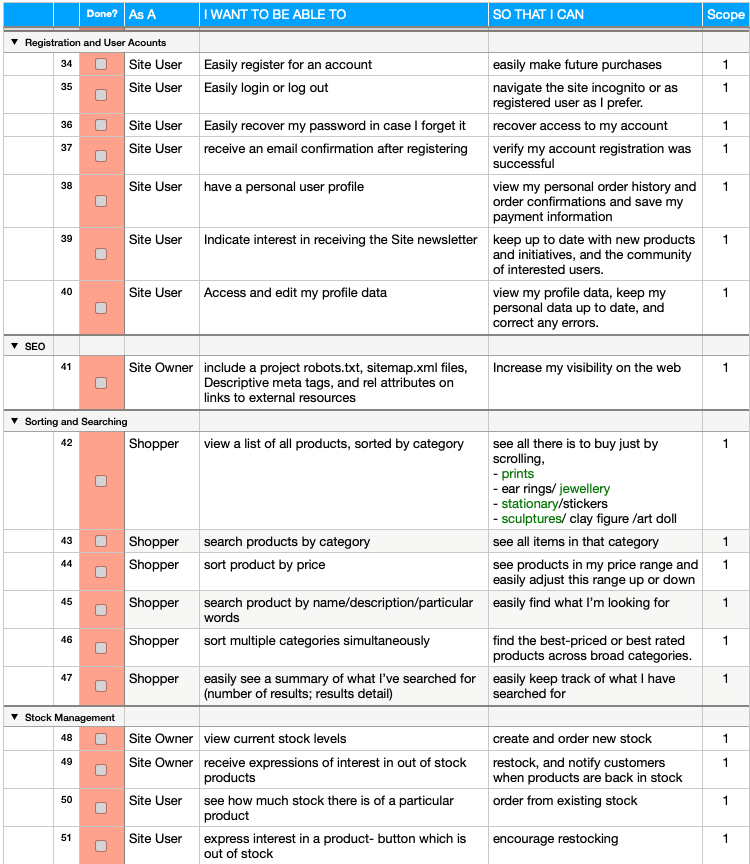 Done? As A I WANT TO BE ABLE TO SO THAT I CAN Scope
▼ Registration and User Acounts
34 Site User Easily register for an account easily make future purchases 1
35 Site User Easily login or log out navigate the site incognito or as 1
registered user as I prefer.
36 Site User Easily recover my password in case I forget it recover access to my account 1
37 Site User receive an email confirmation after registering verify my account registration was 1
successful
38 Site User have a personal user profile view my personal order history and 1
order confirmations and save my
payment information
39 Site User Indicate interest in receiving the Site newsletter keep up to date with new products 1
and initiatives, and the community
of interested users.
40 Site User Access and edit my profile data view my profile data, keep my 1
personal data up to date, and
correct any errors.
▼ SEO
41 Site Owner include a project robots.txt, sitemap.xml files, Increase my visibility on the web 1
Descriptive meta tags, and rel attributes on
links to external resources
▼ Sorting and Searching
42 Shopper view a list of all products, sorted by category see all there is to buy just by 1
scrolling,
- prints
- ear rings/ jewellery
- stationary/stickers
- sculptures/ clay figure /art doll
43 Shopper search products by category see all items in that category 1
44 Shopper sort product by price see products in my price range and 1
easily adjust this range up or down
45 Shopper search product by name/description/particular easily find what I'm looking for 1
words
46 Shopper sort multiple categories simultaneously find the best-priced or best rated 1
products across broad categories.
47 Shopper easily see a summary of what I've searched for easily keep track of what I have 1
(number of results; results detail) searched for
▼ Stock Management
48 Site Owner view current stock levels create and order new stock 1
49 Site Owner receive expressions of interest in out of stock restock, and notify customers 1
products when products are back in stock
50 Site User see how much stock there is of a particular order from existing stock 1
product
51 Site User express interest in a product- button which is encourage restocking 1
out of stock